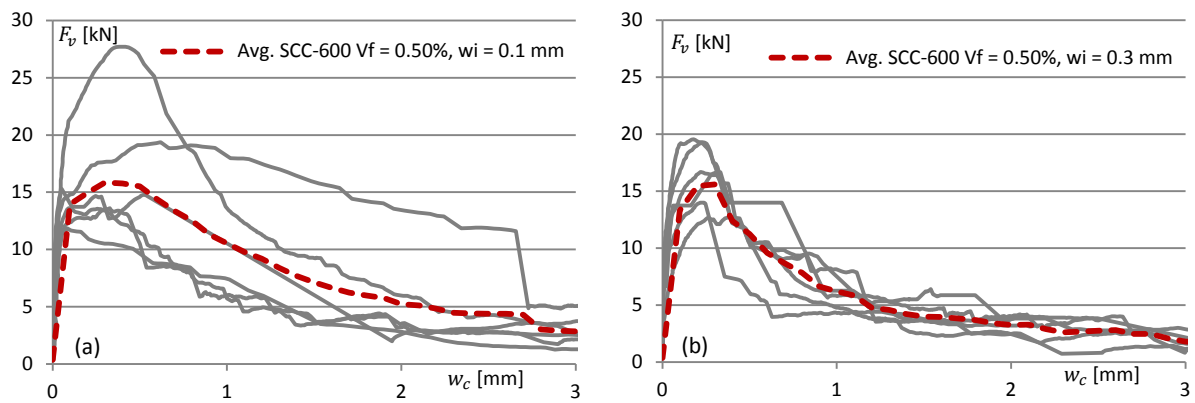 F_v [kN]
Avg. SCC-600 Vf = 0.50%, wi = 0.1 mm
30
25
20
15
10
5
0
(a)
w_c [mm]
0 1 2 3
F_v [kN]
Avg. SCC-600 Vf = 0.50%, wi = 0.3 mm
30
25
20
15
10
5
0
(b)
w_c [mm]
0 1 2 3